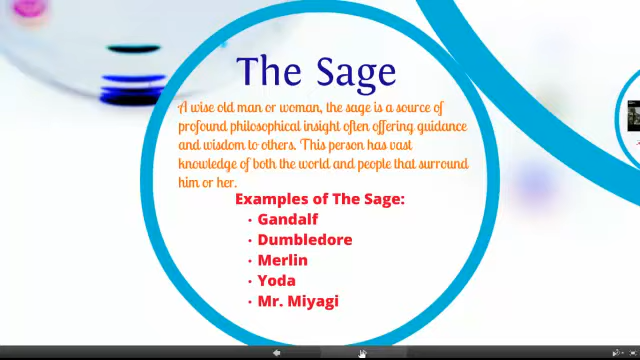 The Sage
A wise old man or woman, the sage is a source of
profound philosophical insight often offering guidance
and wisdom to others. This person has vast
knowledge of both the world and people that surround
him or her.
Examples of The Sage:
· Gandalf
· Dumbledore
· Merlin
· Yoda
· Mr. Miyagi